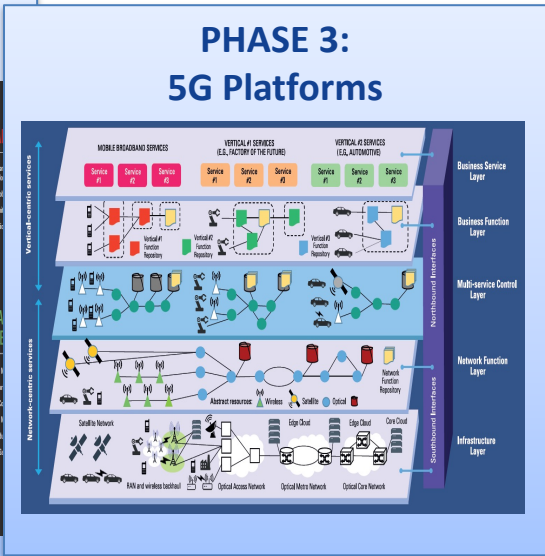 PHASE 3:
5G Platforms
Vertical-centric services
Network-centric services
MOBILE BROADBAND SERVICES
Service
#1
Service
#2
Service
#3
VERTICAL #1 SERVICES
(E.G., FACTORY OF THE FUTURE)
Service
#1
Service
#2
Service
#3
VERTICAL #2 SERVICES
(E.G., AUTOMOTIVE)
Service
#1
Service
#2
Service
#3
Business Service
Layer
Vertical #1
Function
Repository
Vertical #2
Function
Repository
Vertical #3
Function
Repository
Business Function
Layer
Northbound Interfaces
Multi-service Control
Layer
Network
Function
Repository
Abstract resources:
Wireless
Satellite
Optical
Network Function
Layer
Southbound Interfaces
Satellite Network
RAN and wireless backhaul
Edge Cloud
Edge Cloud
Core Cloud
Optical Access Network
Optical Metro Network
Optical Core Network
Infrastructure
Layer